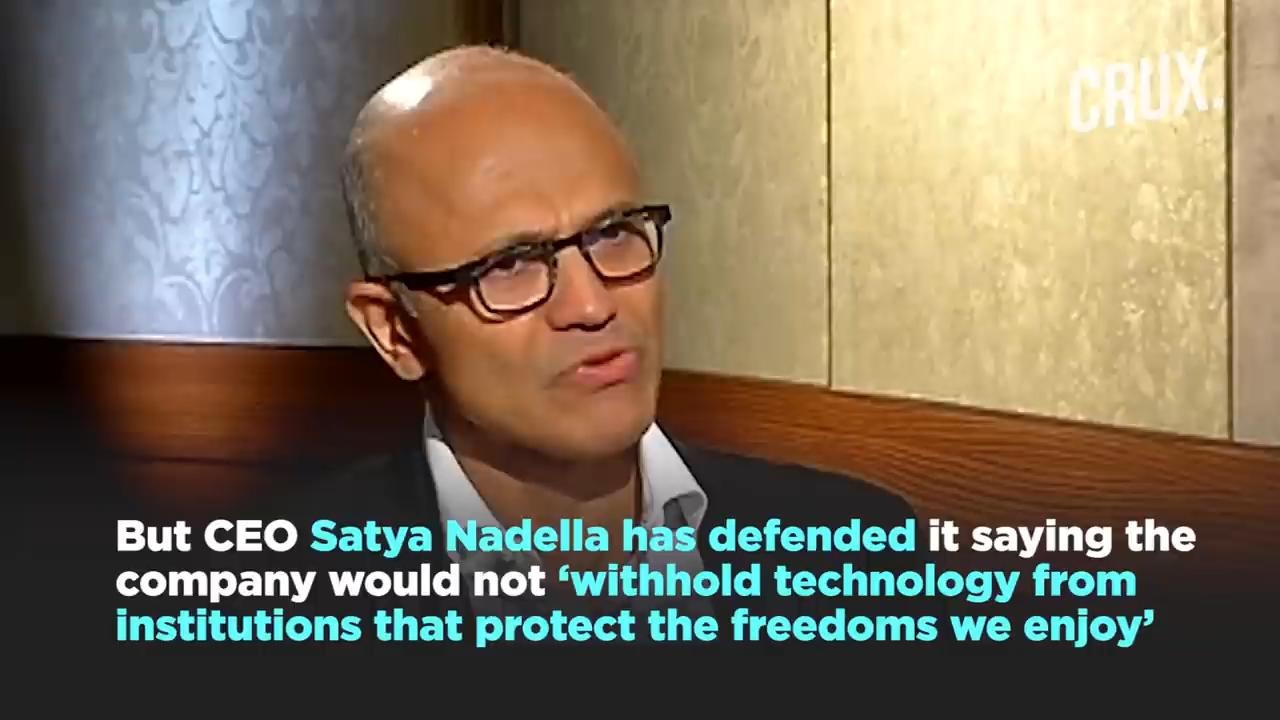 CRUX.
But CEO Satya Nadella has defended it saying the
company would not ‘withhold technology from
institutions that protect the freedoms we enjoy’